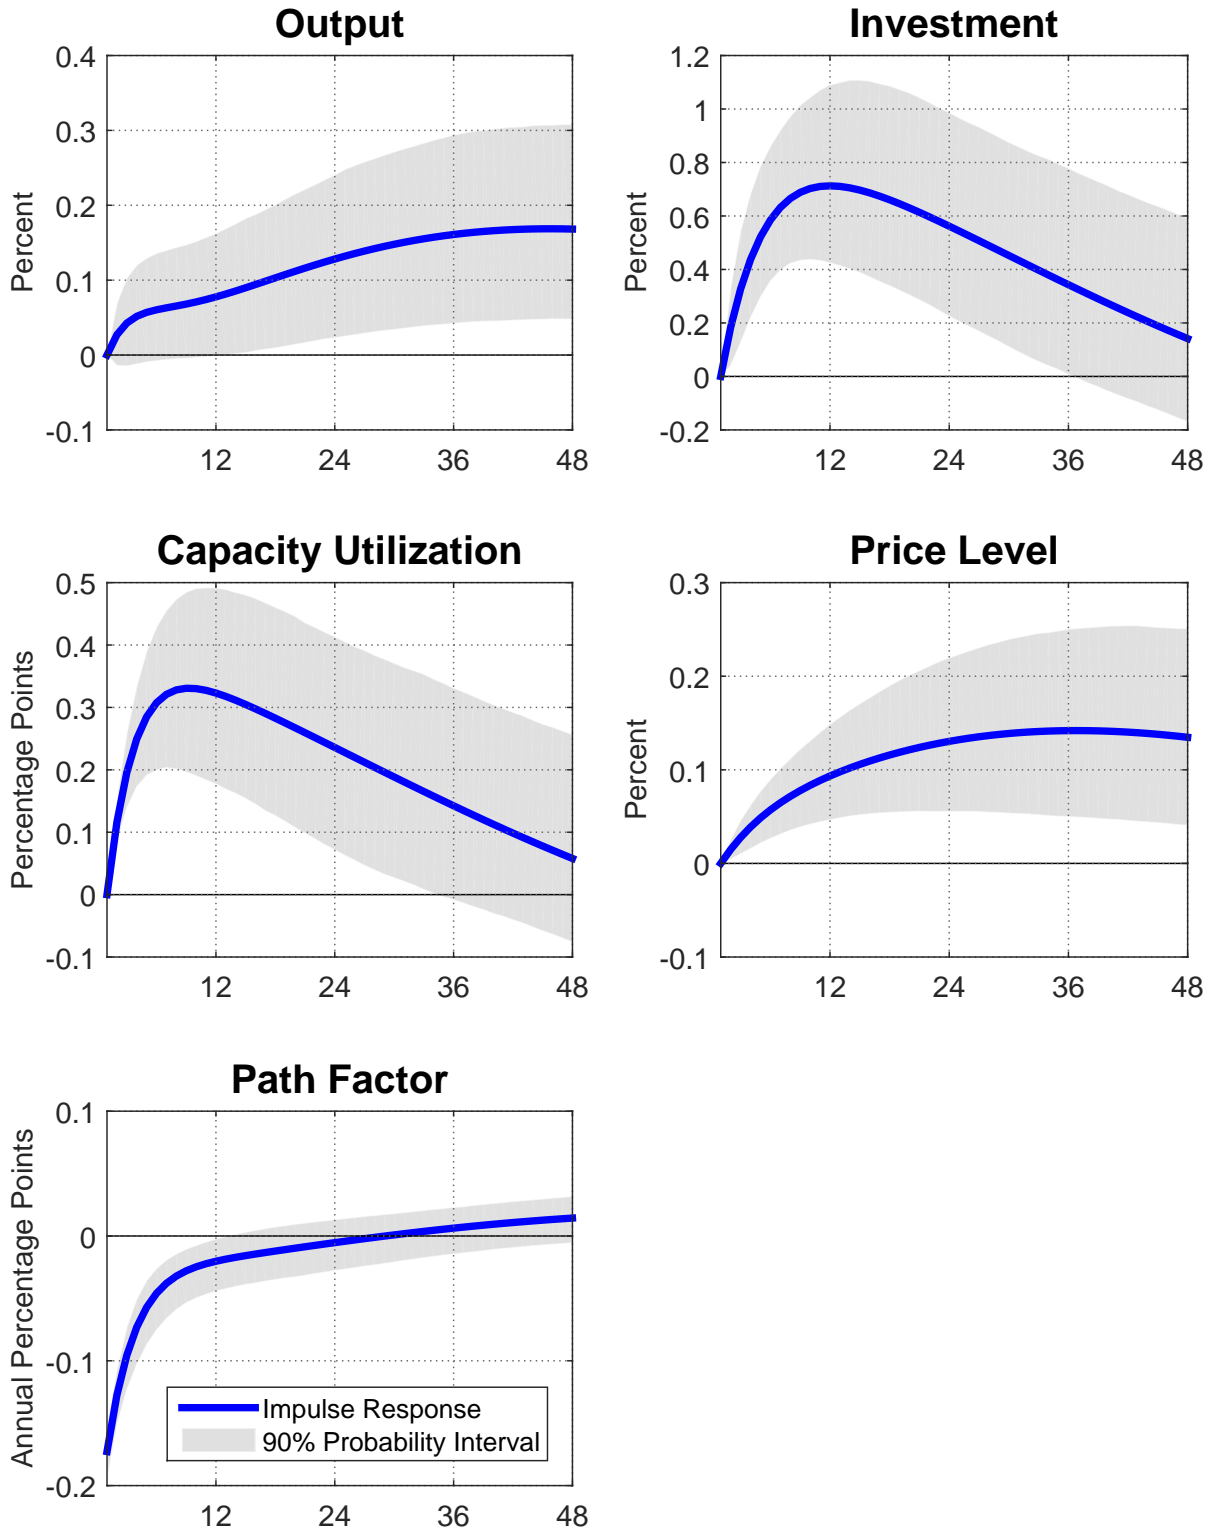 Output
Percent
0.4
0.3
0.2
0.1
0
-0.1
12 24 36 48
Investment
Percent
1.2
1
0.8
0.6
0.4
0.2
0
-0.2
12 24 36 48
Capacity Utilization
Percentage Points
0.5
0.4
0.3
0.2
0.1
0
-0.1
12 24 36 48
Price Level
Percent
0.3
0.2
0.1
0
-0.1
12 24 36 48
Path Factor
Annual Percentage Points
0.1
0
-0.1
-0.2
12 24 36 48
Impulse Response
90% Probability Interval